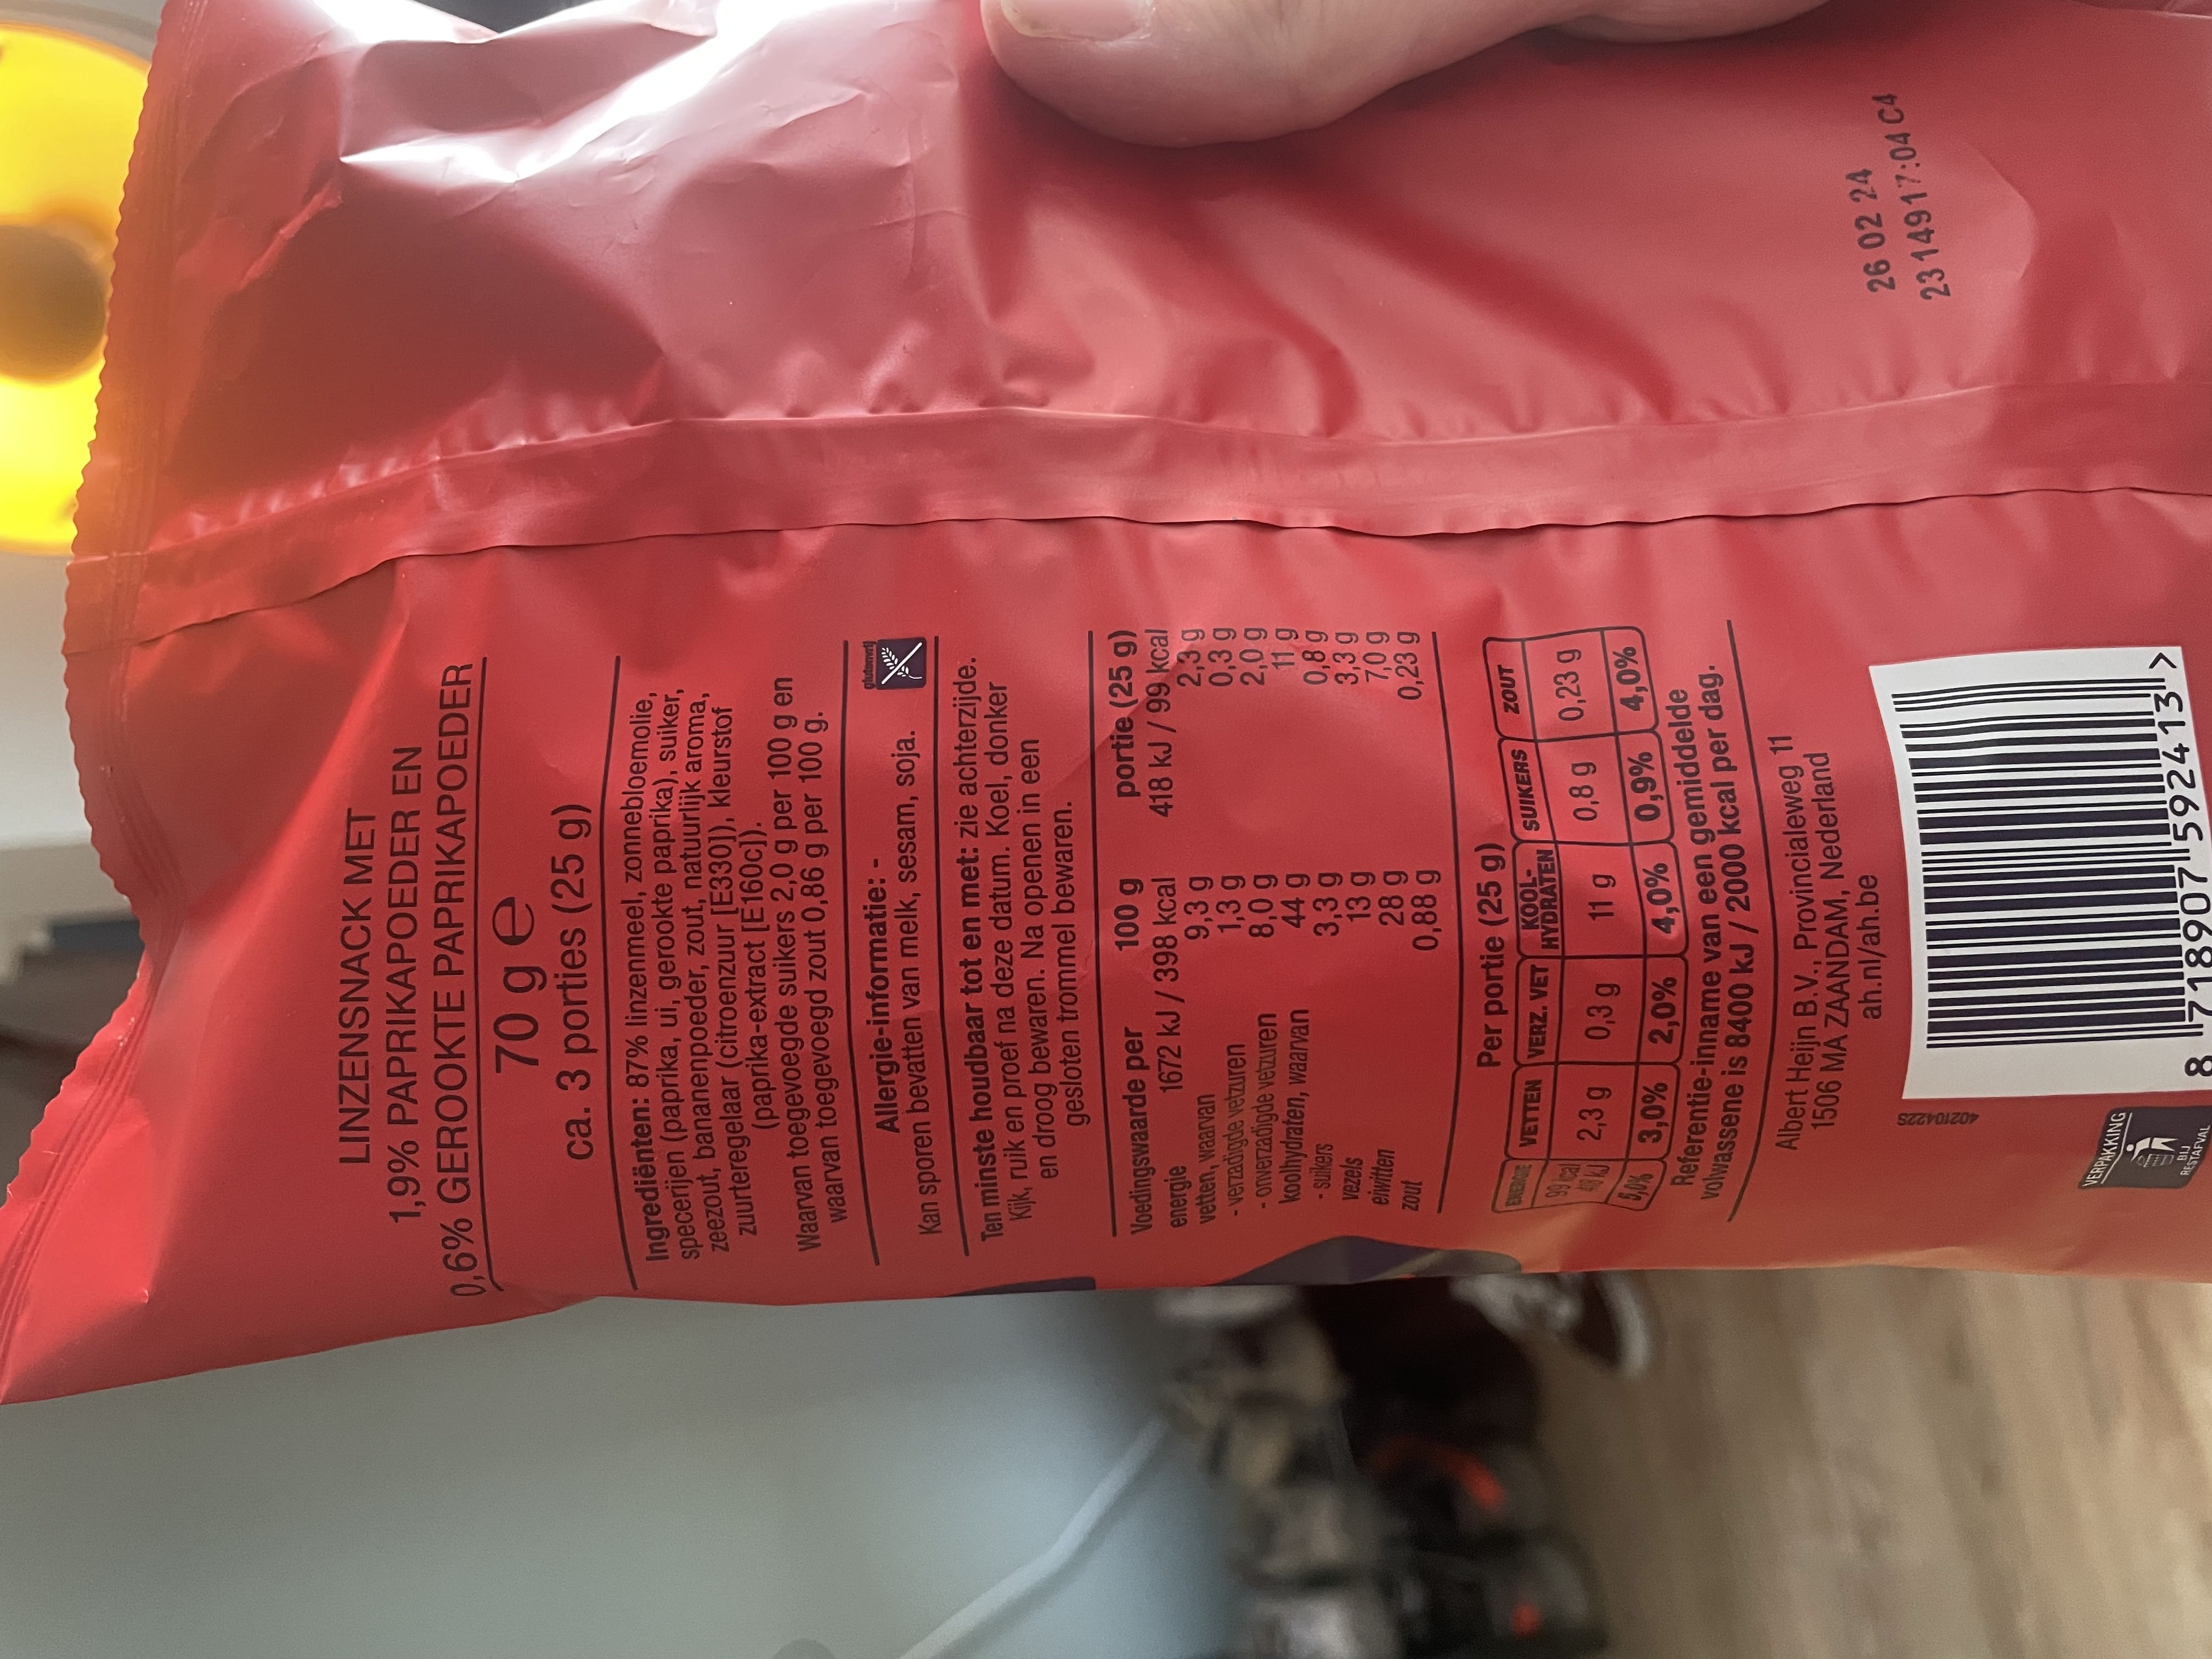 LINZENSNACK MET
1,9% PAPRIKAPOEDER EN
0,6% GEROOKTE PAPRIKAPOEDER
70 g ℮
ca. 3 porties (25 g)
Ingrediënten: 87% linzenmeel, zonnebloemolie,
specerijen (paprika, ui, gerookte paprika), suiker,
zeezout, bananenpoeder, zout, natuurlijk aroma,
zuurteregelaar (citroenzuur [E330]), kleurstof
(paprika-extract [E160c]).
Waarvan toegevoegde suikers 2,0 g per 100 g en
waarvan toegevoegd zout 0,86 g per 100 g.
Allergie-informatie: -
Kan sporen bevatten van melk, sesam, soja.
glutenvrij
Ten minste houdbaar tot en met: zie achterzijde.
Kijk, ruik en proef na deze datum. Koel, donker
en droog bewaren. Na openen in een
gesloten trommel bewaren.
Voedingswaarde per 100 g portie (25 g)
energie 1672 kJ / 398 kcal 418 kJ / 99 kcal
vetten, waarvan 9,3 g 2,3 g
- verzadigde vetzuren 1,3 g 0,3 g
- onverzadigde vetzuren 8,0 g 2,0 g
koolhydraten, waarvan 44 g 11 g
- suikers 3,3 g 0,8 g
vezels 13 g 3,3 g
eiwitten 28 g 7,0 g
zout 0,88 g 0,23 g
Per portie (25 g)
ENERGIE VETTEN VERZ. VET KOOL-HYDRATEN SUIKERS ZOUT
99 kcal 418 kJ 2,3 g 0,3 g 11 g 0,8 g 0,23 g
5,0% 3,0% 2,0% 4,0% 0,9% 4,0%
Referentie-inname van een gemiddelde
volwassene is 8400 kJ / 2000 kcal per dag.
Albert Heijn B.V., Provincialeweg 11
1506 MA ZAANDAM, Nederland
ah.nl/ah.be
40210422S
8 718907 592413 >
VERPAKKING
BIJ
RESTAFVAL
26 02 24
23 149 17:04 C4